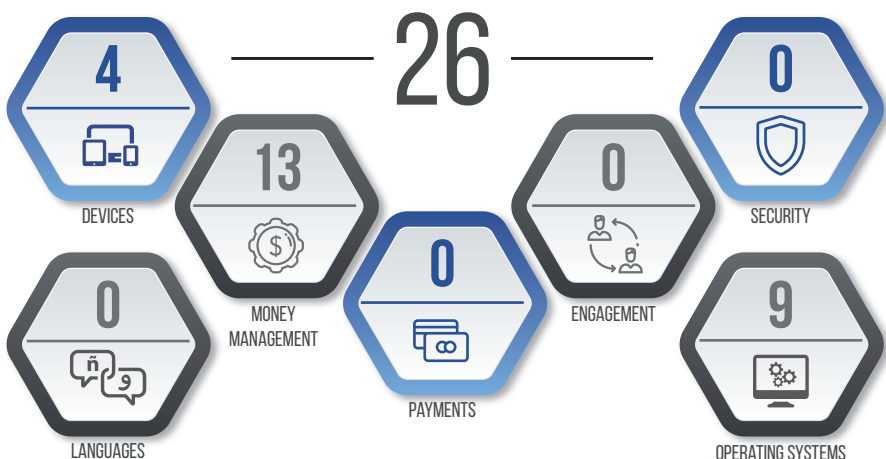 26
4
DEVICES
13
MONEY
MANAGEMENT
0
PAYMENTS
0
ENGAGEMENT
0
SECURITY
0
ñ
و
LANGUAGES
9
OPERATING SYSTEMS
$